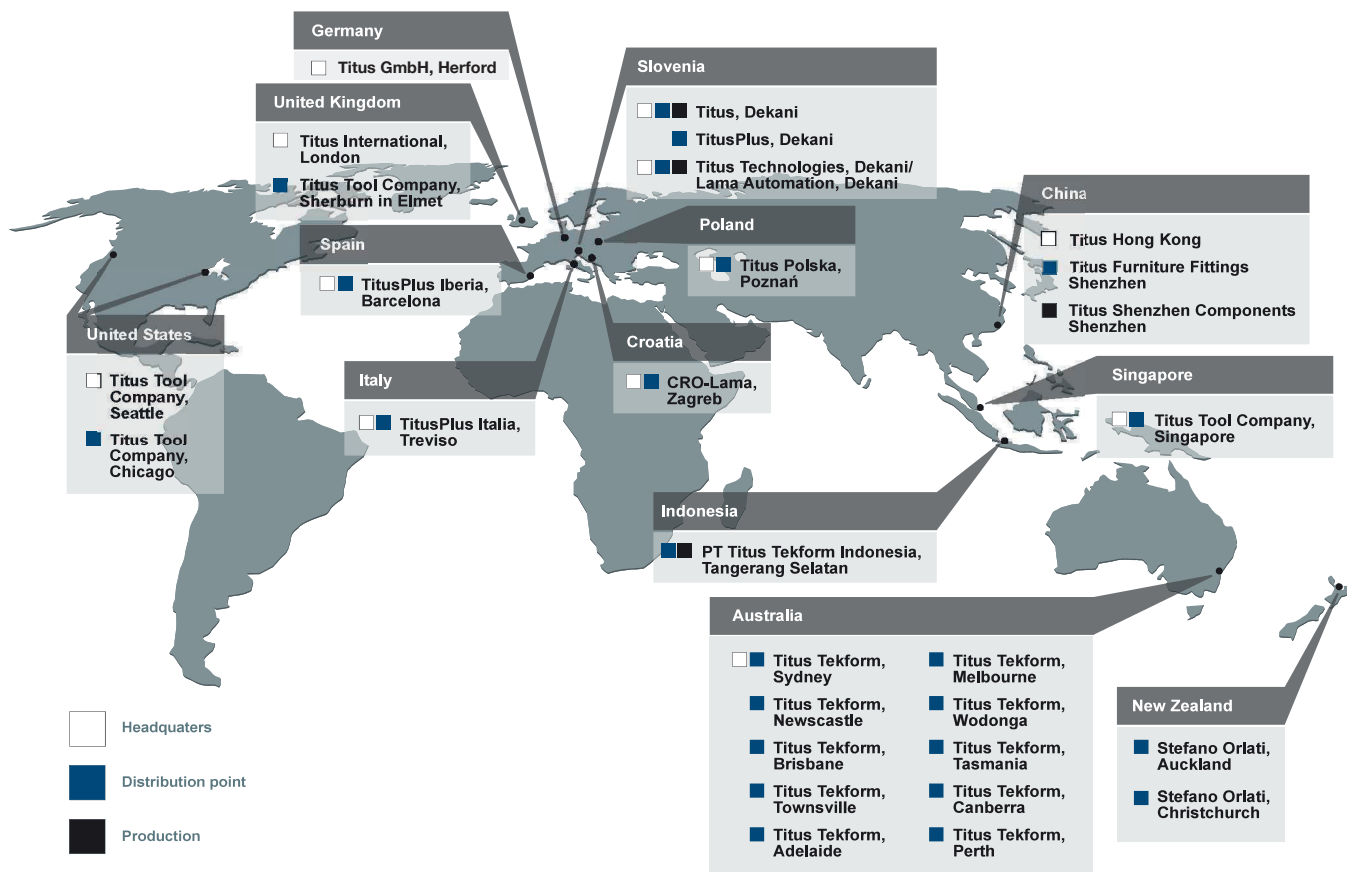 Germany
Titus GmbH, Herford
Slovenia
Titus, Dekani
TitusPlus, Dekani
Titus Technologies, Dekani/
Lama Automation, Dekani
United Kingdom
Titus International,
London
Titus Tool Company,
Sherburn in Elmet
China
Titus Hong Kong
Titus Furniture Fittings
Shenzhen
Titus Shenzhen Components
Shenzhen
Spain
TitusPlus Iberia,
Barcelona
Poland
Titus Polska,
Poznań
United States
Titus Tool
Company,
Seattle
Titus Tool
Company,
Chicago
Italy
TitusPlus Italia,
Treviso
Croatia
CRO-Lama,
Zagreb
Singapore
Titus Tool Company,
Singapore
Indonesia
PT Titus Tekform Indonesia,
Tangerang Selatan
Australia
Titus Tekform,
Sydney
Titus Tekform,
Newscastle
Titus Tekform,
Brisbane
Titus Tekform,
Townsville
Titus Tekform,
Adelaide
Titus Tekform,
Melbourne
Titus Tekform,
Wodonga
Titus Tekform,
Tasmania
Titus Tekform,
Canberra
Titus Tekform,
Perth
New Zealand
Stefano Orlati,
Auckland
Stefano Orlati,
Christchurch
Headquaters
Distribution point
Production